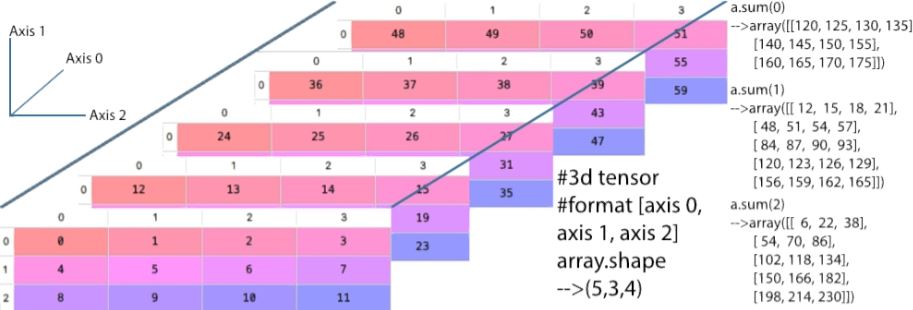 Axis 1
Axis 0
Axis 2
0 1 2 3
0 48 49 50 51
55
59
0 1 2 3
0 36 37 38 39
43
47
0 1 2 3
0 24 25 26 27
31
35
0 1 2 3
0 12 13 14 15
19
23
0 1 2 3
0 0 1 2 3
1 4 5 6 7
2 8 9 10 11
#3d tensor
#format [axis 0,
axis 1, axis 2]
array.shape
-->(5,3,4)
a.sum(0)
-->array([[120, 125, 130, 135]
[140, 145, 150, 155],
[160, 165, 170, 175]])
a.sum(1)
-->array([[ 12, 15, 18, 21],
[ 48, 51, 54, 57],
[ 84, 87, 90, 93],
[120, 123, 126, 129],
[156, 159, 162, 165]])
a.sum(2)
-->array([[ 6, 22, 38],
[ 54, 70, 86],
[102, 118, 134],
[150, 166, 182],
[198, 214, 230]])